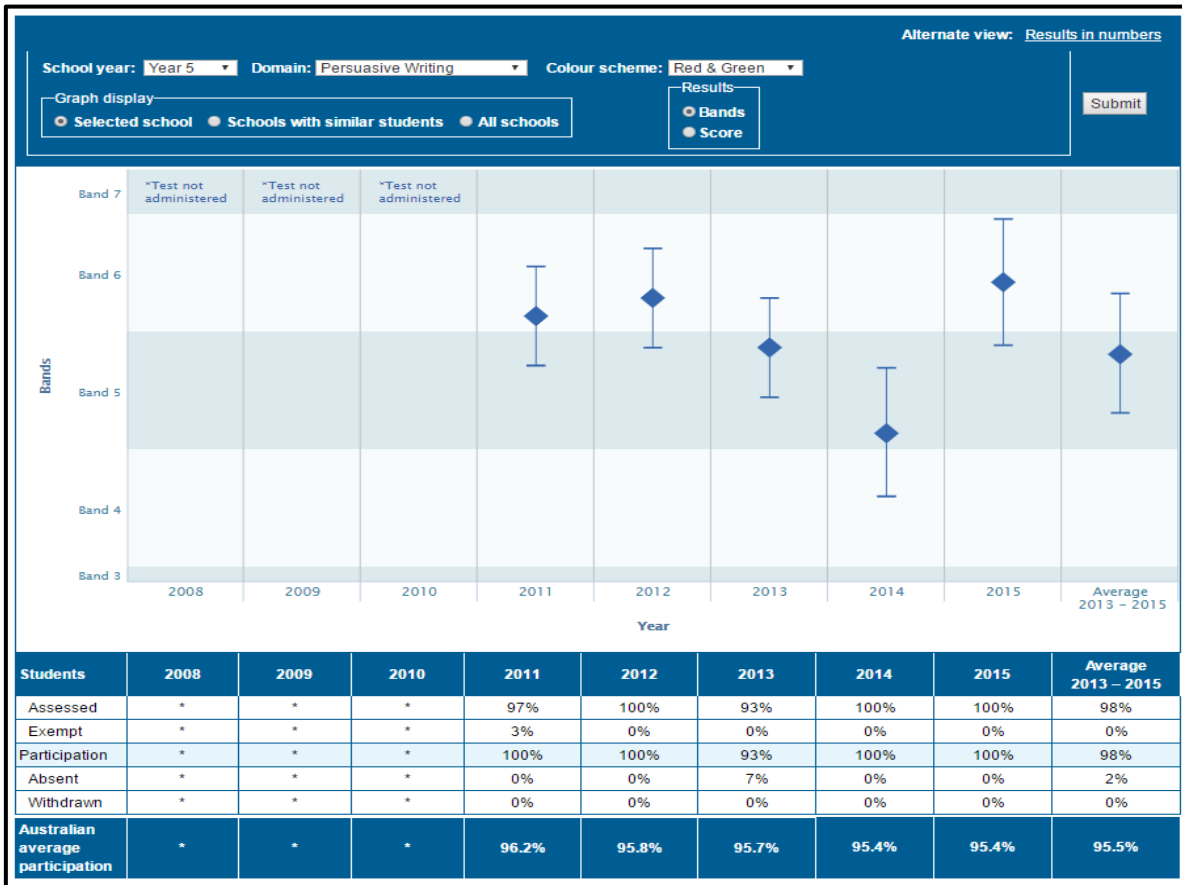 Alternate view: Results in numbers
School year: Year 5 Domain: Persuasive Writing Colour scheme: Red & Green
Graph display
Selected school Schools with similar students All schools
Results
Bands
Score
Submit
Bands
Band 7
Band 6
Band 5
Band 4
Band 3
*Test not
administered
*Test not
administered
*Test not
administered
2008 2009 2010 2011 2012 2013 2014 2015 Average
2013 – 2015
Year
Students 2008 2009 2010 2011 2012 2013 2014 2015 Average
2013 – 2015
Assessed * * * 97% 100% 93% 100% 100% 98%
Exempt * * * 3% 0% 0% 0% 0% 0%
Participation * * * 100% 100% 93% 100% 100% 98%
Absent * * * 0% 0% 7% 0% 0% 2%
Withdrawn * * * 0% 0% 0% 0% 0% 0%
Australian
average
participation * * * 96.2% 95.8% 95.7% 95.4% 95.4% 95.5%